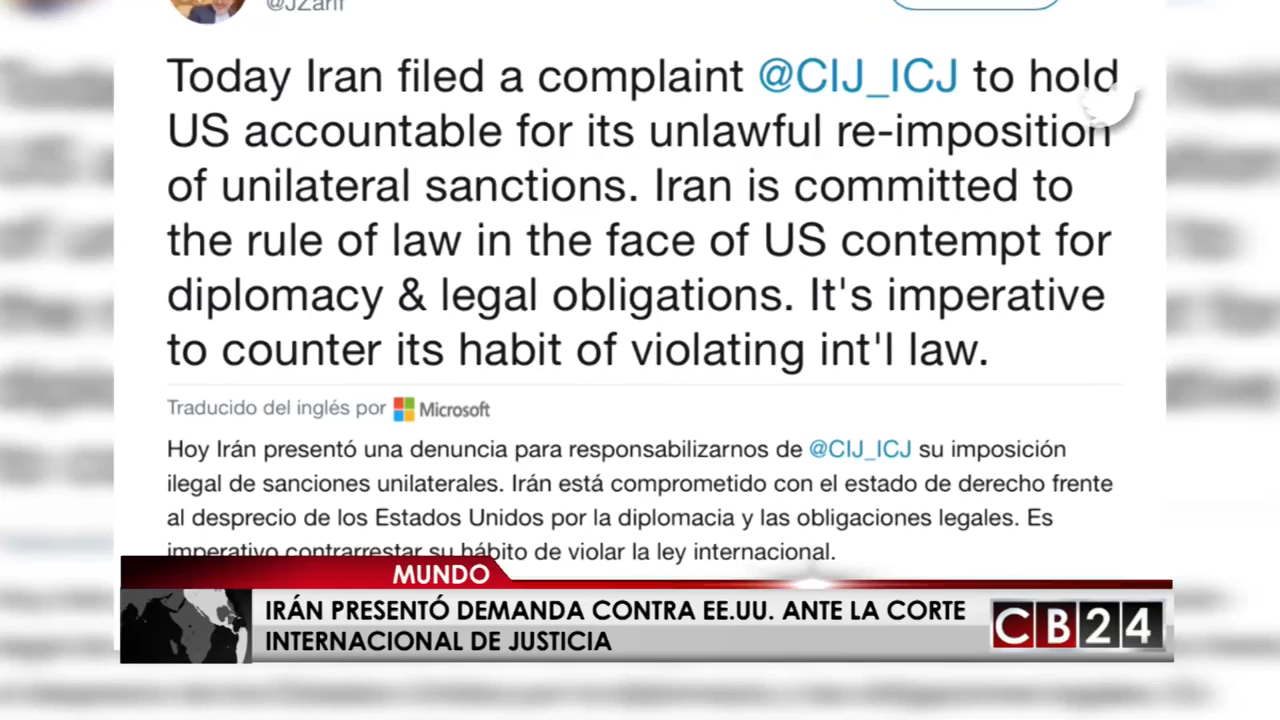 @JZarif
Today Iran filed a complaint @CIJ_ICJ to hold
US accountable for its unlawful re-imposition
of unilateral sanctions. Iran is committed to
the rule of law in the face of US contempt for
diplomacy & legal obligations. It's imperative
to counter its habit of violating int'l law.
Traducido del inglés por Microsoft
Hoy Irán presentó una denuncia para responsabilizarnos de @CIJ_ICJ su imposición
ilegal de sanciones unilaterales. Irán está comprometido con el estado de derecho frente
al desprecio de los Estados Unidos por la diplomacia y las obligaciones legales. Es
imperativo contrarrestar su hábito de violar la ley internacional.
MUNDO
IRÁN PRESENTÓ DEMANDA CONTRA EE.UU. ANTE LA CORTE
INTERNACIONAL DE JUSTICIA
CB24